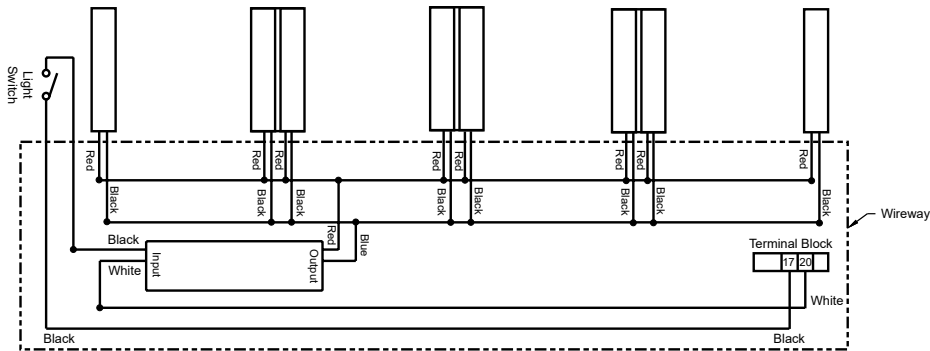 Light
Switch
Red
Black
Red
Black
Red
Black
Red
Black
Red
Black
Red
Black
Red
Black
Red
Black
Wireway
Red
Blue
Black
White
Input
Output
Terminal Block
17 20
White
Black
Black